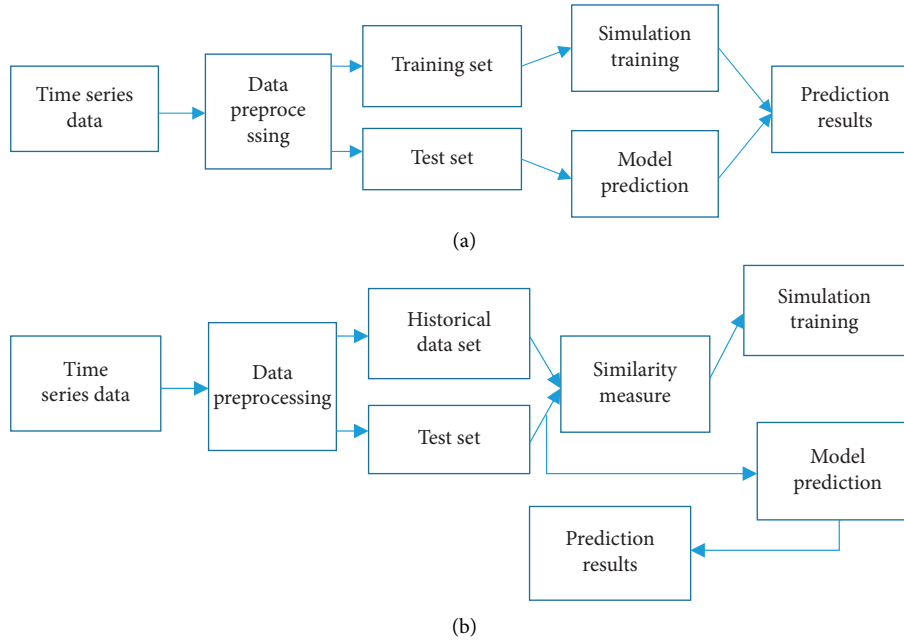 Time series
data
Data
preproce
ssing
Training set
Test set
Simulation
training
Model
prediction
Prediction
results
(a)
Time
series data
Data
preprocessing
Historical
data set
Test set
Similarity
measure
Simulation
training
Model
prediction
Prediction
results
(b)